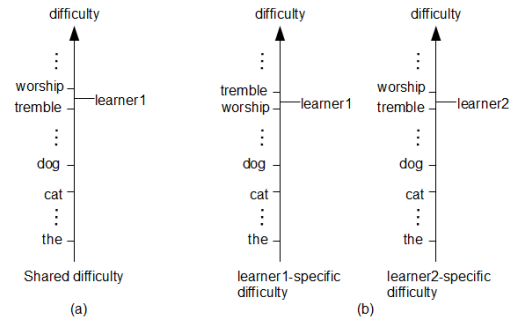 difficulty
⋮
worship
learner1
tremble
⋮
dog
cat
⋮
the
Shared difficulty
(a)
difficulty
⋮
tremble
learner1
worship
⋮
dog
cat
⋮
the
learner1-specific
difficulty
difficulty
⋮
worship
learner2
tremble
⋮
dog
cat
⋮
the
learner2-specific
difficulty
(b)